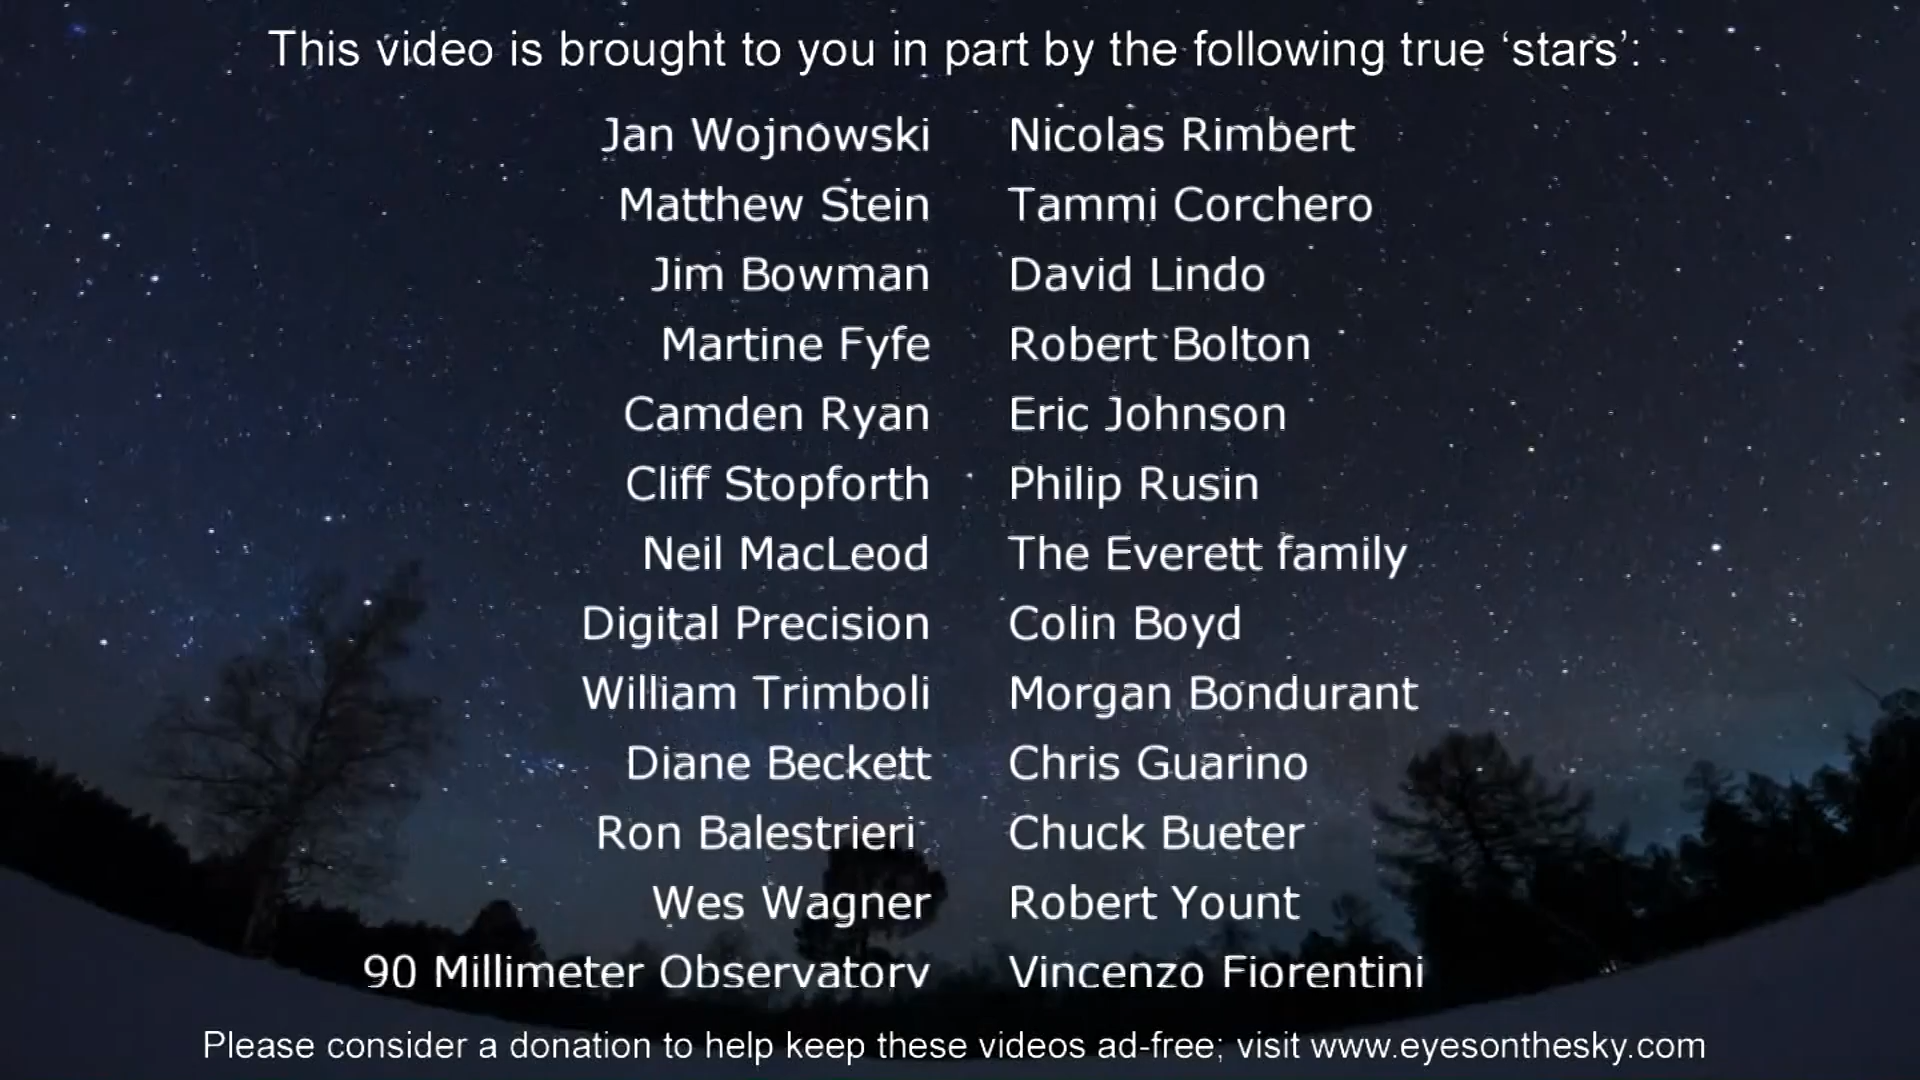 This video is brought to you in part by the following true ‘stars’:
Jan Wojnowski Nicolas Rimbert
Matthew Stein Tammi Corchero
Jim Bowman David Lindo
Martine Fyfe Robert Bolton
Camden Ryan Eric Johnson
Cliff Stopforth Philip Rusin
Neil MacLeod The Everett family
Digital Precision Colin Boyd
William Trimboli Morgan Bondurant
Diane Beckett Chris Guarino
Ron Balestrieri Chuck Bueter
Wes Wagner Robert Yount
90 Millimeter Observatory Vincenzo Fiorentini
Please consider a donation to help keep these videos ad-free; visit www.eyesonthesky.com